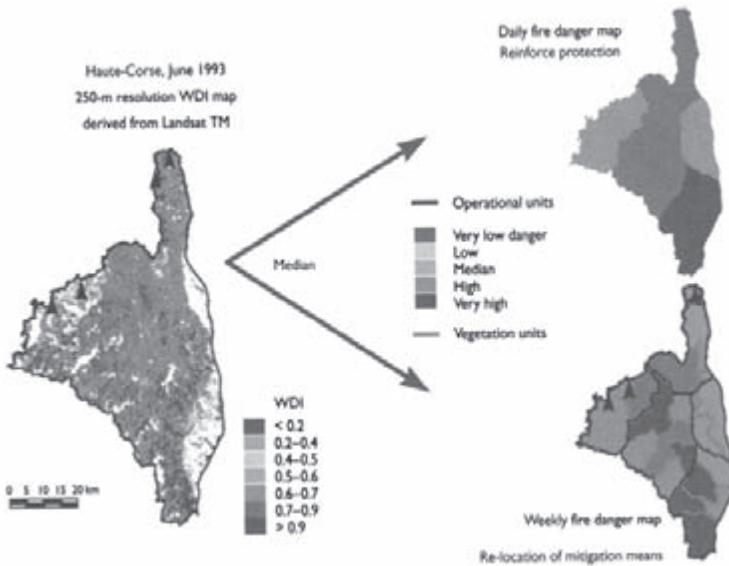 Haute-Corse, June 1993
250-m resolution WDI map
derived from Landsat TM
Daily fire danger map
Reinforce protection
Median
Operational units
Very low danger
Low
Median
High
Very high
Vegetation units
WDI
< 0.2
0.2–0.4
0.4–0.5
0.5–0.6
0.6–0.7
0.7–0.9
> 0.9
0 5 10 15 20 km
Weekly fire danger map
Re-location of mitigation means